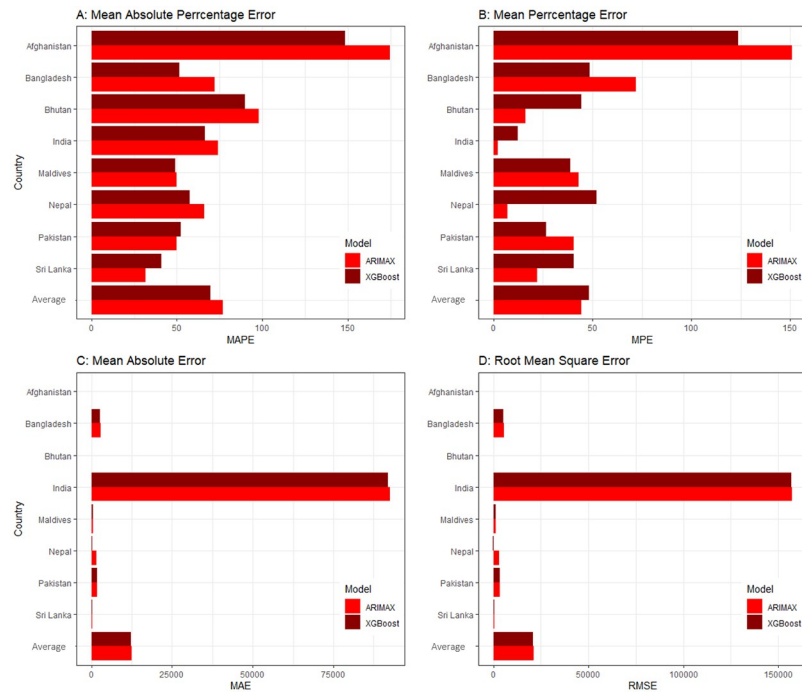 A: Mean Absolute Perrcentage Error
Country
Afghanistan
Bangladesh
Bhutan
India
Maldives
Nepal
Pakistan
Sri Lanka
Average
Model
ARIMAX
XGBoost
0 50 100 150
MAPE
B: Mean Perrcentage Error
Afghanistan
Bangladesh
Bhutan
India
Maldives
Nepal
Pakistan
Sri Lanka
Average
Model
ARIMAX
XGBoost
0 50 100 150
MPE
C: Mean Absolute Error
Country
Afghanistan
Bangladesh
Bhutan
India
Maldives
Nepal
Pakistan
Sri Lanka
Average
Model
ARIMAX
XGBoost
0 25000 50000 75000
MAE
D: Root Mean Square Error
Afghanistan
Bangladesh
Bhutan
India
Maldives
Nepal
Pakistan
Sri Lanka
Average
Model
ARIMAX
XGBoost
0 50000 100000 150000
RMSE